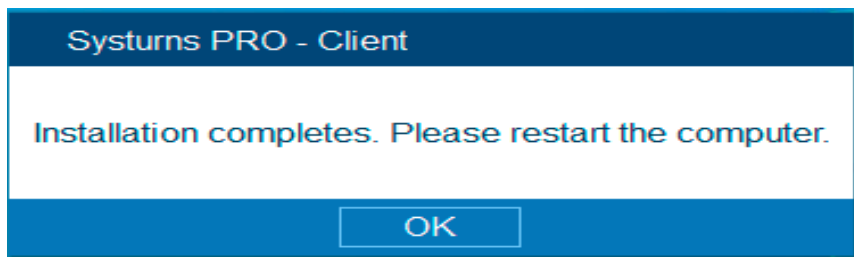 Systurns PRO - Client
Installation completes. Please restart the computer.
OK